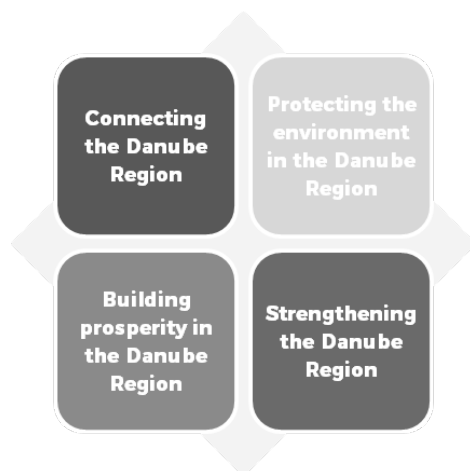 Connecting
the Danube
Region
Protecting the
environment
in the Danube
Region
Building
prosperity in
the Danube
Region
Strengthening
the Danube
Region